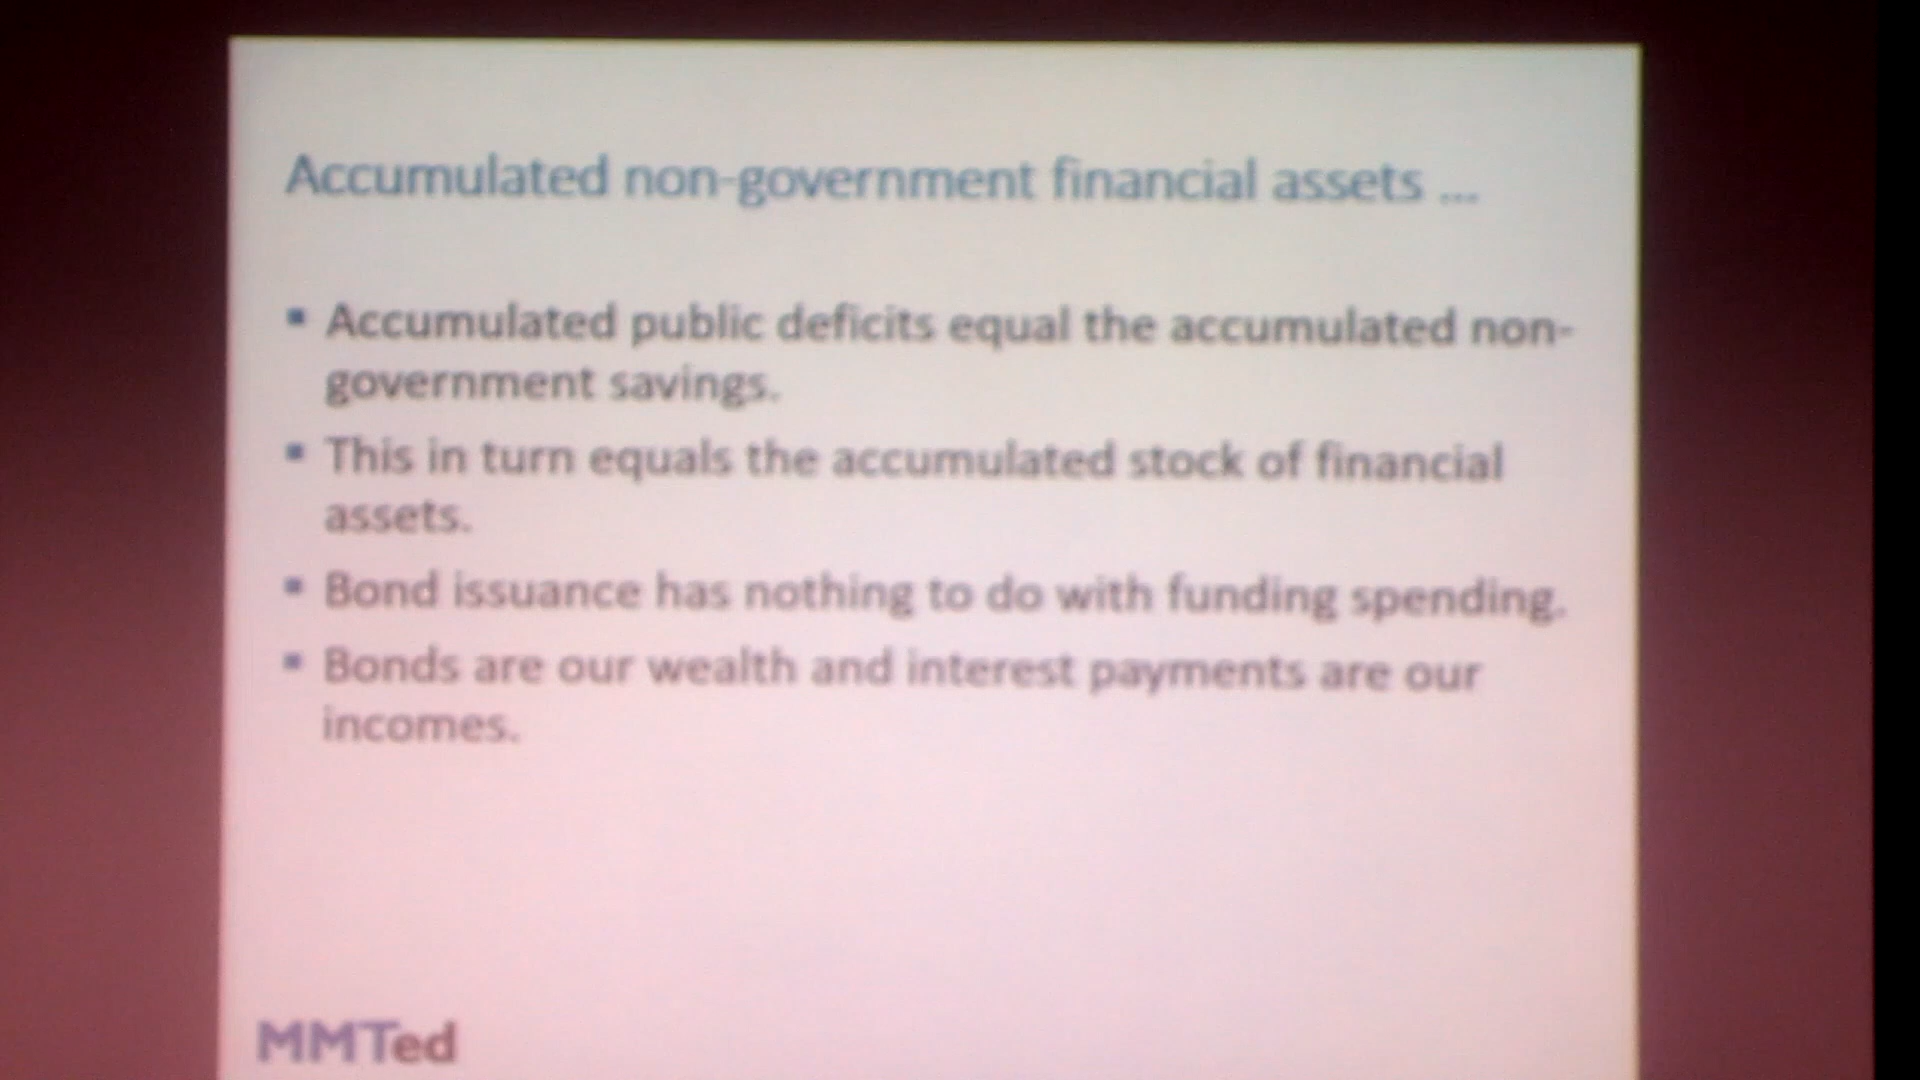 Accumulated non-government financial assets ...
▪ Accumulated public deficits equal the accumulated non-
government savings.
▪ This in turn equals the accumulated stock of financial
assets.
▪ Bond issuance has nothing to do with funding spending.
▪ Bonds are our wealth and interest payments are our
incomes.
MMTed